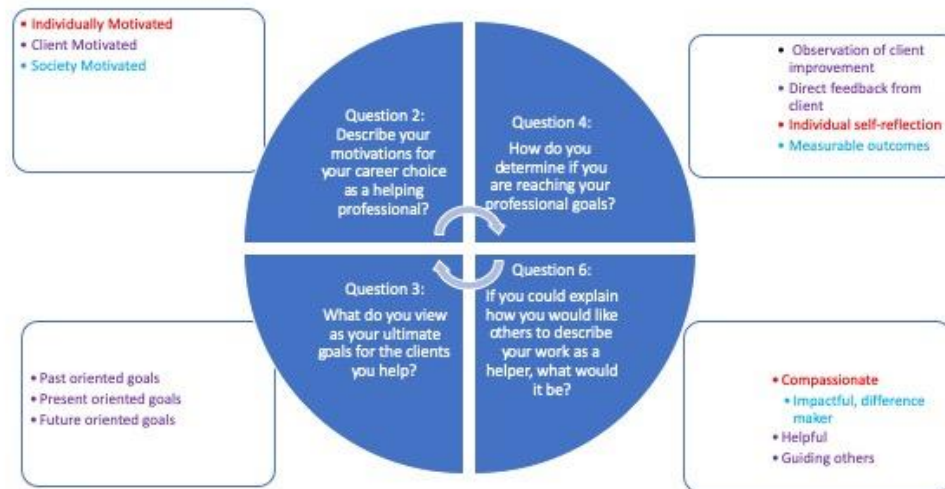 • Individually Motivated
• Client Motivated
• Society Motivated
Question 2:
Describe your
motivations for
your career choice
as a helping
professional?
Question 4:
How do you
determine if you
are reaching your
professional goals?
• Observation of client
improvement
• Direct feedback from
client
• Individual self-reflection
• Measurable outcomes
• Past oriented goals
• Present oriented goals
• Future oriented goals
Question 3:
What do you view
as your ultimate
goals for the clients
you help?
Question 6:
If you could explain
how you would like
others to describe
your work as a
helper, what would
it be?
• Compassionate
• Impactful, difference
maker
• Helpful
• Guiding others